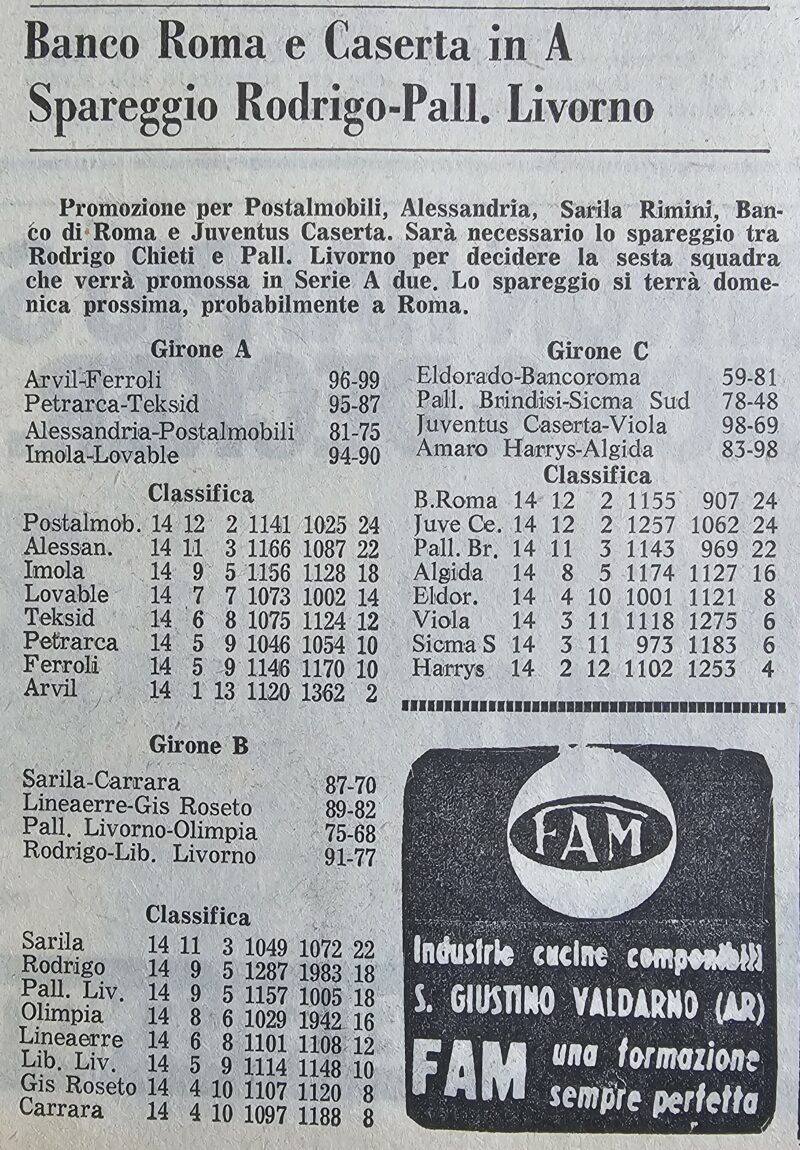 Banco Roma e Caserta in A
Spareggio Rodrigo-Pall. Livorno
Promozione per Postalmobili, Alessandria, Sarila Rimini, Ban-
co di Roma e Juventus Caserta. Sarà necessario lo spareggio tra
Rodrigo Chieti e Pall. Livorno per decidere la sesta squadra
che verrà promossa in Serie A due. Lo spareggio si terrà dome-
nica prossima, probabilmente a Roma.
Girone A
Arvil-Ferroli 96-99
Petrarca-Teksid 95-87
Alessandria-Postalmobili 81-75
Imola-Lovable 94-90
Classifica
Postalmob. 14 12 2 1141 1025 24
Alessan. 14 11 3 1166 1087 22
Imola 14 9 5 1156 1128 18
Lovable 14 7 7 1073 1002 14
Teksid 14 6 8 1075 1124 12
Petrarca 14 5 9 1046 1054 10
Ferroli 14 5 9 1146 1170 10
Arvil 14 1 13 1120 1362 2
Girone B
Sarila-Carrara 87-70
Lineaerre-Gis Roseto 89-82
Pall. Livorno-Olimpia 75-68
Rodrigo-Lib. Livorno 91-77
Classifica
Sarila 14 11 3 1049 1072 22
Rodrigo 14 9 5 1287 1983 18
Pall. Liv. 14 9 5 1157 1005 18
Olimpia 14 8 6 1029 1942 16
Lineaerre 14 6 8 1101 1108 12
Lib. Liv. 14 5 9 1114 1148 10
Gis Roseto 14 4 10 1107 1120 8
Carrara 14 4 10 1097 1188 8
Girone C
Eldorado-Bancoroma 59-81
Pall. Brindisi-Sicma Sud 78-48
Juventus Caserta-Viola 98-69
Amaro Harrys-Algida 83-98
Classifica
B.Roma 14 12 2 1155 907 24
Juve Ce. 14 12 2 1257 1062 24
Pall. Br. 14 11 3 1143 969 22
Algida 14 8 5 1174 1127 16
Eldor. 14 4 10 1001 1121 8
Viola 14 3 11 1118 1275 6
Sicma S 14 3 11 973 1183 6
Harrys 14 2 12 1102 1253 4
FAM
Industrie cucine componibili
S. GIUSTINO VALDARNO (AR)
FAM una formazione
sempre perfetta